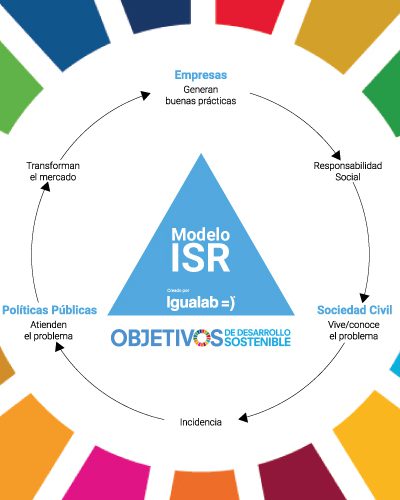 Empresas
Generan
buenas prácticas
Transforman
el mercado
Responsabilidad
Social
Modelo
ISR
Creado por
Igualab =)
Políticas Públicas
Atienden
el problema
Sociedad Civil
Vive/conoce
el problema
OBJETIVOS
DE DESARROLLO
SOSTENIBLE
Incidencia